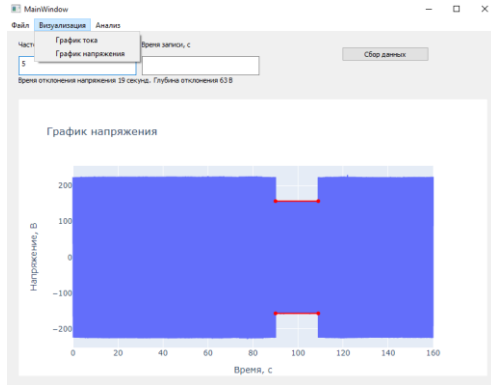 MainWindow
Файл Визуализация Анализ
График тока
График напряжения
Время записи, с
Сбор данных
5
Время отклонения напряжения 19 секунд. Глубина отклонения 63 В
График напряжения
Напряжение, В
200
100
0
−100
−200
0 20 40 60 80 100 120 140 160
Время, с